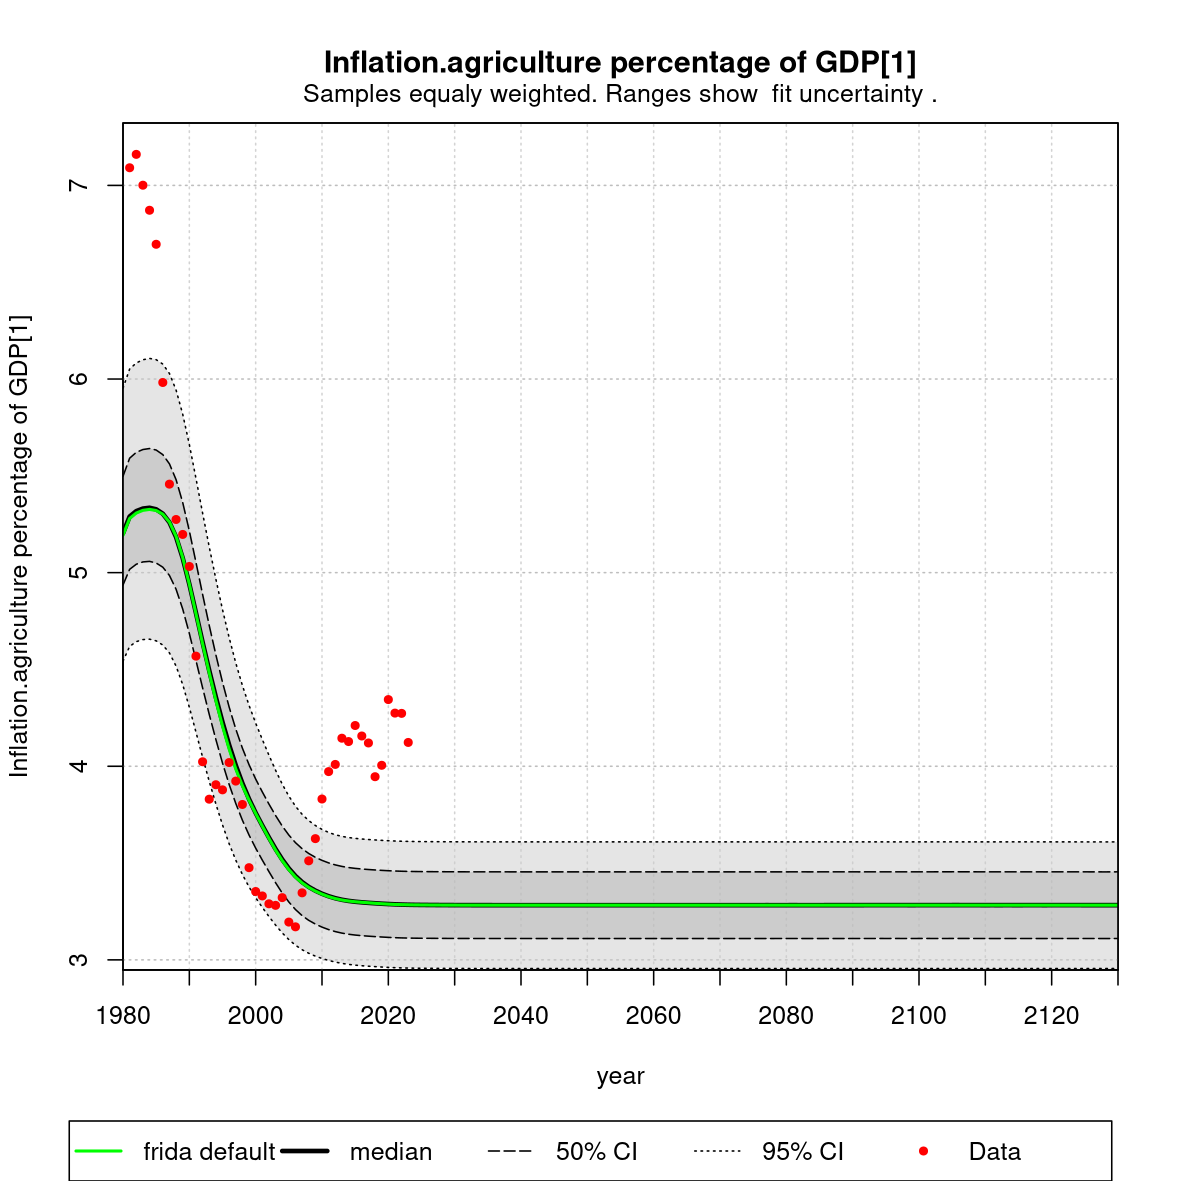 Inflation.agriculture percentage of GDP[1]
Samples equaly weighted. Ranges show  fit uncertainty .
Inflation.agriculture percentage of GDP[1]
7
6
5
4
3
1980 2000 2020 2040 2060 2080 2100 2120
year
frida default median 50% CI 95% CI Data